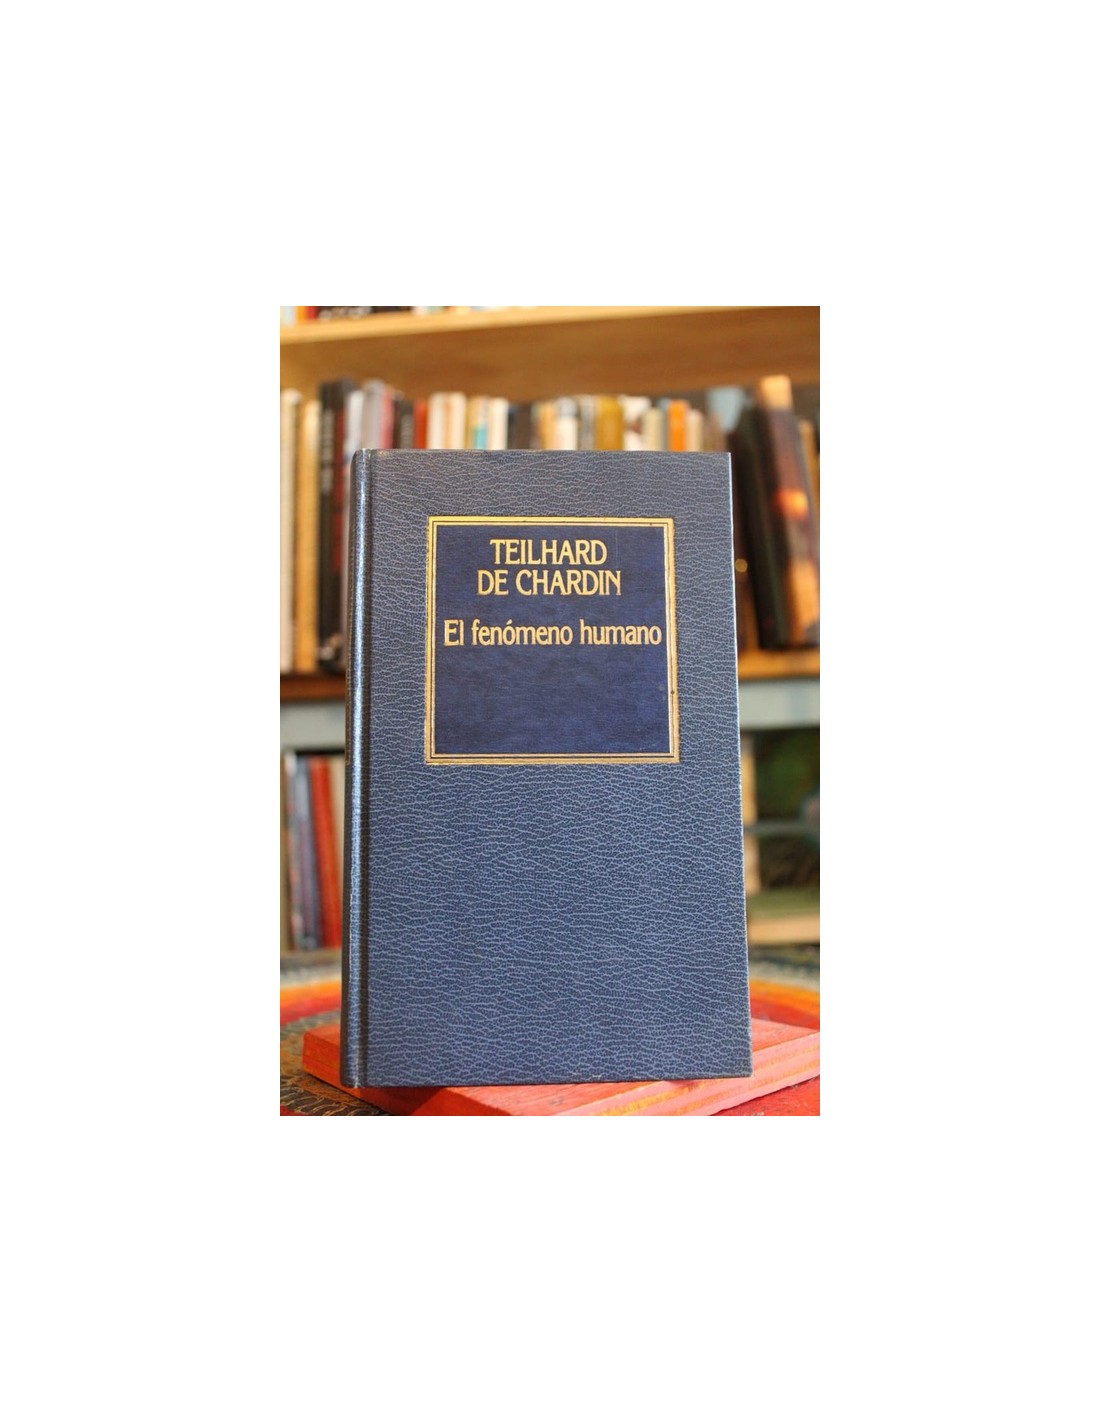 TEILHARD
DE CHARDIN
El fenómeno humano